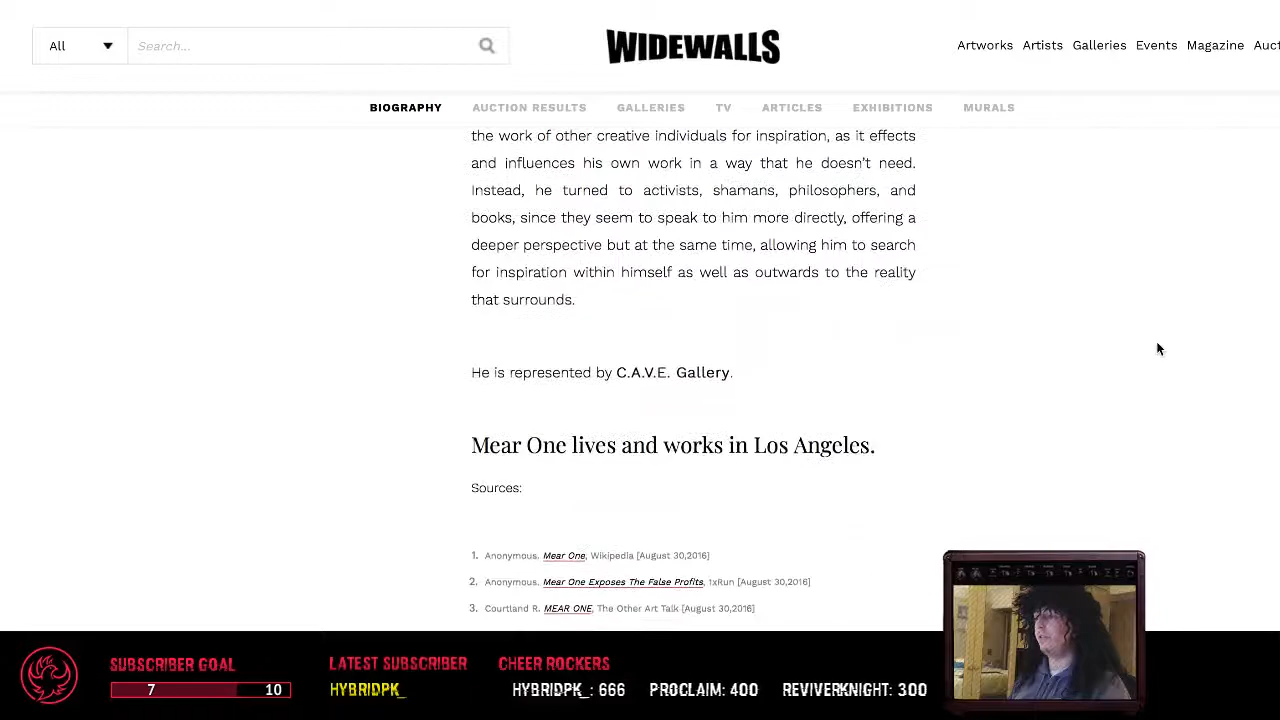 All
Search...
WIDEWALLS
Artworks Artists Galleries Events Magazine Auct
BIOGRAPHY AUCTION RESULTS GALLERIES TV ARTICLES EXHIBITIONS MURALS
the work of other creative individuals for inspiration, as it effects
and influences his own work in a way that he doesn't need.
Instead, he turned to activists, shamans, philosophers, and
books, since they seem to speak to him more directly, offering a
deeper perspective but at the same time, allowing him to search
for inspiration within himself as well as outwards to the reality
that surrounds.
He is represented by C.A.V.E. Gallery.
Mear One lives and works in Los Angeles.
Sources:
1. Anonymous. Mear One, Wikipedia [August 30,2016]
2. Anonymous. Mear One Exposes The False Profits, 1xRun [August 30,2016]
3. Courtland R. MEAR ONE, The Other Art Talk [August 30,2016]
SUBSCRIBER GOAL
7 10
LATEST SUBSCRIBER
HYBRIDPK_
CHEER ROCKERS
HYBRIDPK_: 666 PROCLAIM: 400 REVIVERKNIGHT: 300